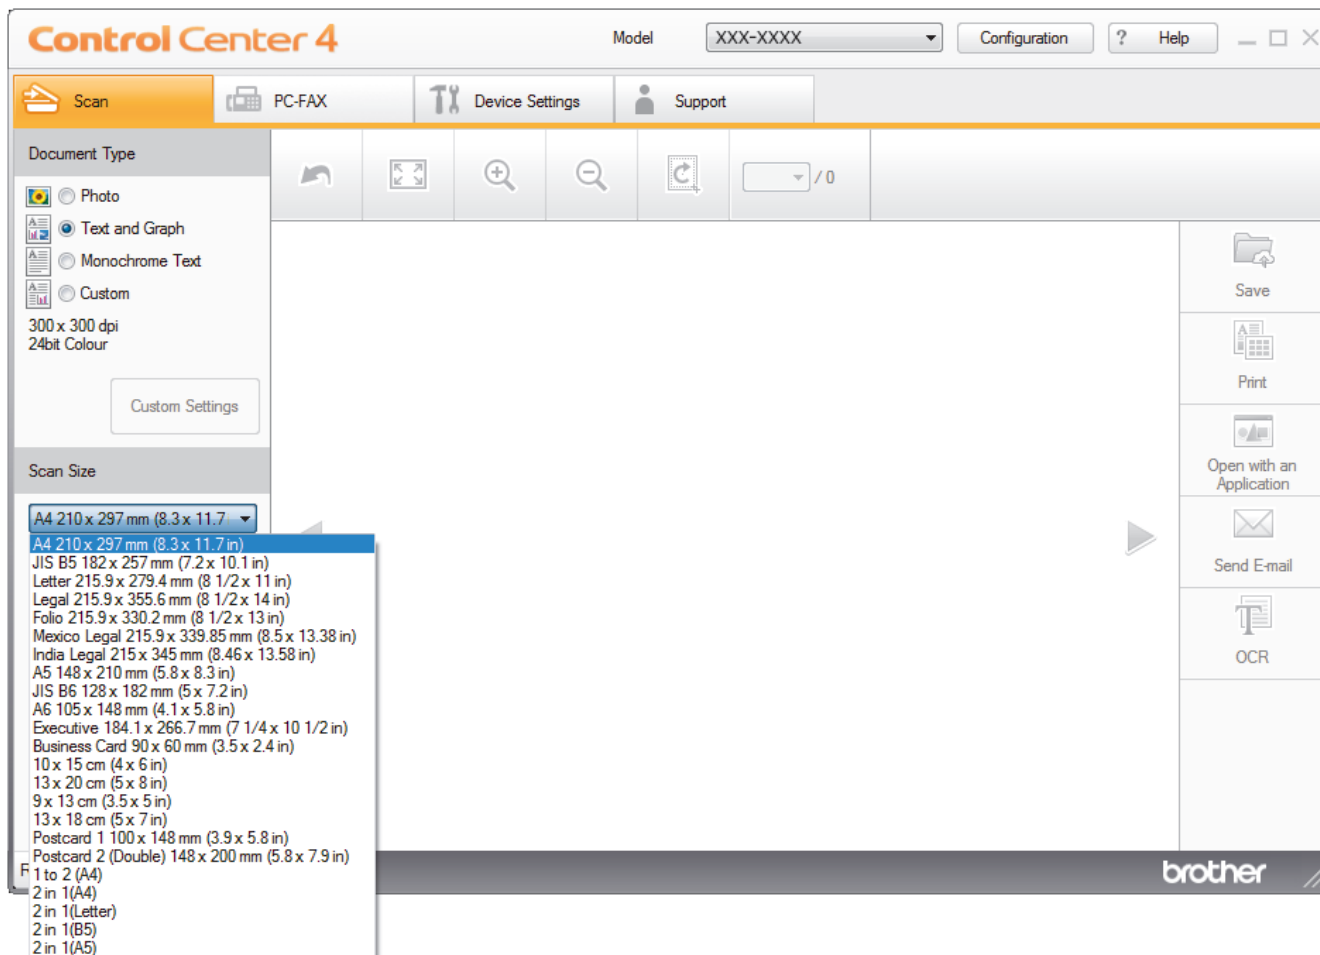 Control Center 4
Model
XXX-XXXX
Configuration
? Help
Scan
PC-FAX
Device Settings
Support
Document Type
Photo
Text and Graph
Monochrome Text
Custom
300 x 300 dpi
24bit Colour
Custom Settings
/ 0
Scan Size
A4 210 x 297 mm (8.3 x 11.7
A4 210 x 297 mm (8.3 x 11.7 in)
JIS B5 182 x 257 mm (7.2 x 10.1 in)
Letter 215.9 x 279.4 mm (8 1/2 x 11 in)
Legal 215.9 x 355.6 mm (8 1/2 x 14 in)
Folio 215.9 x 330.2 mm (8 1/2 x 13 in)
Mexico Legal 215.9 x 339.85 mm (8.5 x 13.38 in)
India Legal 215 x 345 mm (8.46 x 13.58 in)
A5 148 x 210 mm (5.8 x 8.3 in)
JIS B6 128 x 182 mm (5 x 7.2 in)
A6 105 x 148 mm (4.1 x 5.8 in)
Executive 184.1 x 266.7 mm (7 1/4 x 10 1/2 in)
Business Card 90 x 60 mm (3.5 x 2.4 in)
10 x 15 cm (4 x 6 in)
13 x 20 cm (5 x 8 in)
9 x 13 cm (3.5 x 5 in)
13 x 18 cm (5 x 7 in)
Postcard 1 100 x 148 mm (3.9 x 5.8 in)
Postcard 2 (Double) 148 x 200 mm (5.8 x 7.9 in)
1 to 2 (A4)
2 in 1(A4)
2 in 1(Letter)
2 in 1(B5)
2 in 1(A5)
Save
Print
Open with an
Application
Send E-mail
OCR
brother